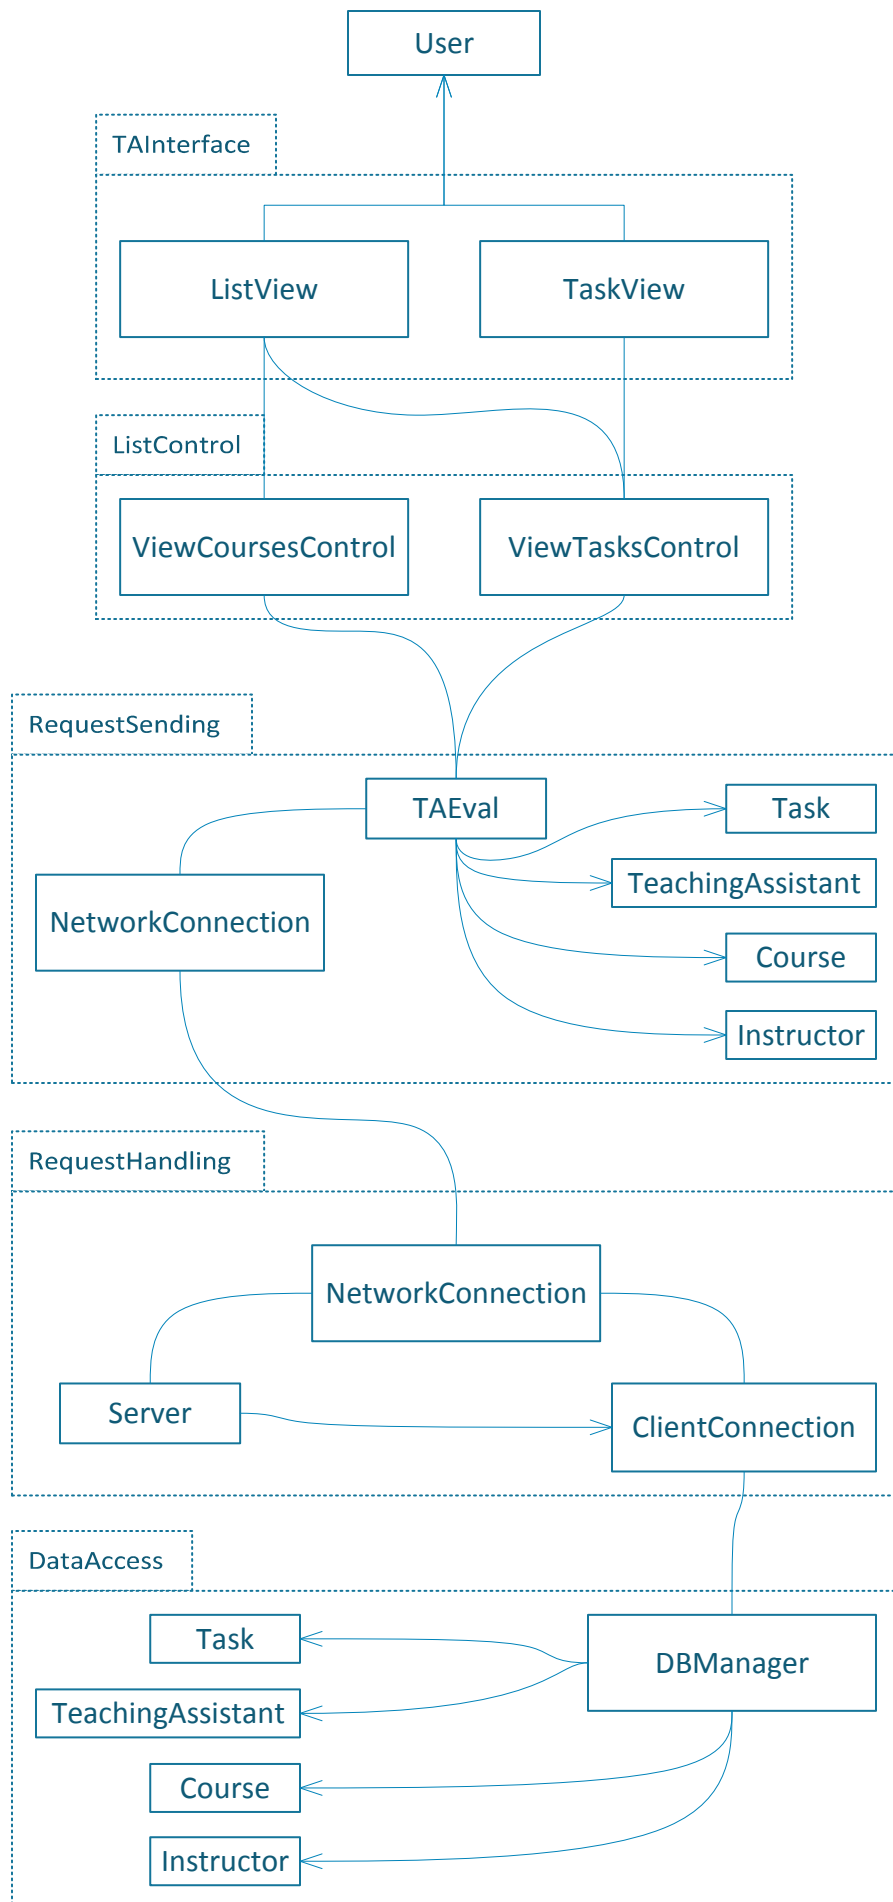 User
TAInterface
ListView
TaskView
ListControl
ViewCoursesControl
ViewTasksControl
RequestSending
TAEval
Task
TeachingAssistant
NetworkConnection
Course
Instructor
RequestHandling
NetworkConnection
Server
ClientConnection
DataAccess
Task
DBManager
TeachingAssistant
Course
Instructor